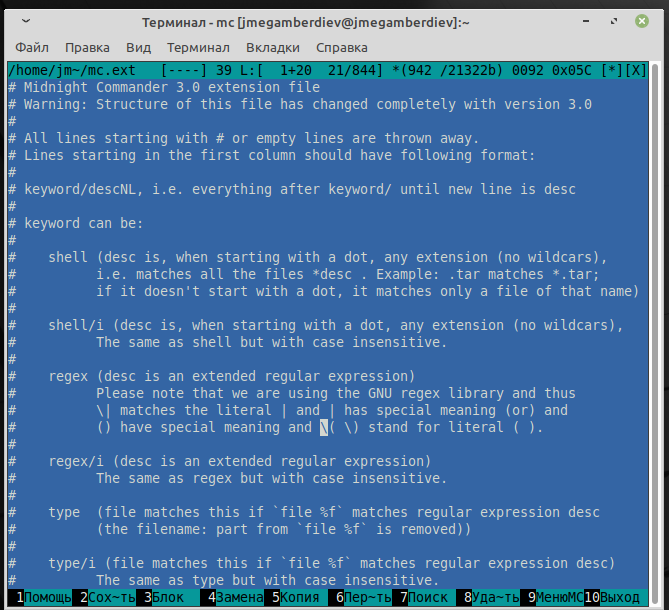 Терминал - mc [jmegamberdiev@jmegamberdiev]:~
Файл Правка Вид Терминал Вкладки Справка
/home/jm~/mc.ext   [----] 39 L:[  1+20  21/844] *(942 /21322b) 0092 0x05C [*][X]
# Midnight Commander 3.0 extension file
# Warning: Structure of this file has changed completely with version 3.0
#
# All lines starting with # or empty lines are thrown away.
# Lines starting in the first column should have following format:
#
# keyword/descNL, i.e. everything after keyword/ until new line is desc
#
# keyword can be:
#
#    shell (desc is, when starting with a dot, any extension (no wildcars),
#          i.e. matches all the files *desc . Example: .tar matches *.tar;
#          if it doesn't start with a dot, it matches only a file of that name)
#
#    shell/i (desc is, when starting with a dot, any extension (no wildcars),
#          The same as shell but with case insensitive.
#
#    regex (desc is an extended regular expression)
#          Please note that we are using the GNU regex library and thus
#          \| matches the literal | and | has special meaning (or) and
#          () have special meaning and \( \) stand for literal ( ).
#
#    regex/i (desc is an extended regular expression)
#          The same as regex but with case insensitive.
#
#    type  (file matches this if `file %f` matches regular expression desc
#          (the filename: part from `file %f` is removed))
#
#    type/i (file matches this if `file %f` matches regular expression desc)
#          The same as type but with case insensitive.
1Помощь 2Сох~ть 3Блок 4Замена 5Копия 6Пер~ть 7Поиск 8Уда~ть 9МенюMC 10Выход